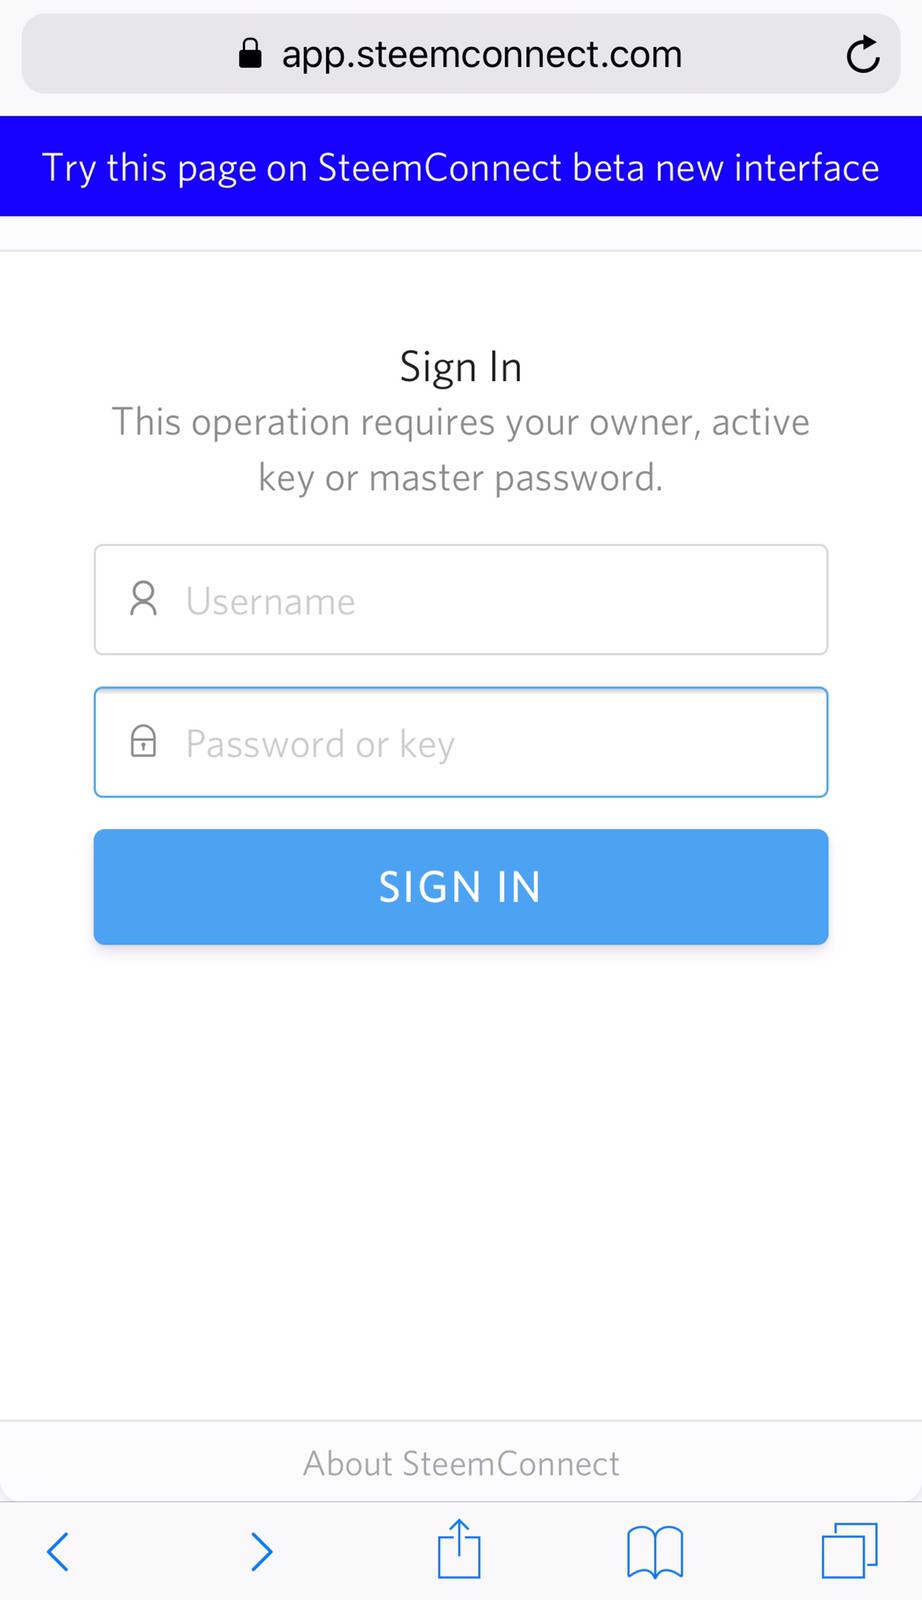 app.steemconnect.com
Try this page on SteemConnect beta new interface
Sign In
This operation requires your owner, active
key or master password.
Username
Password or key
SIGN IN
About SteemConnect